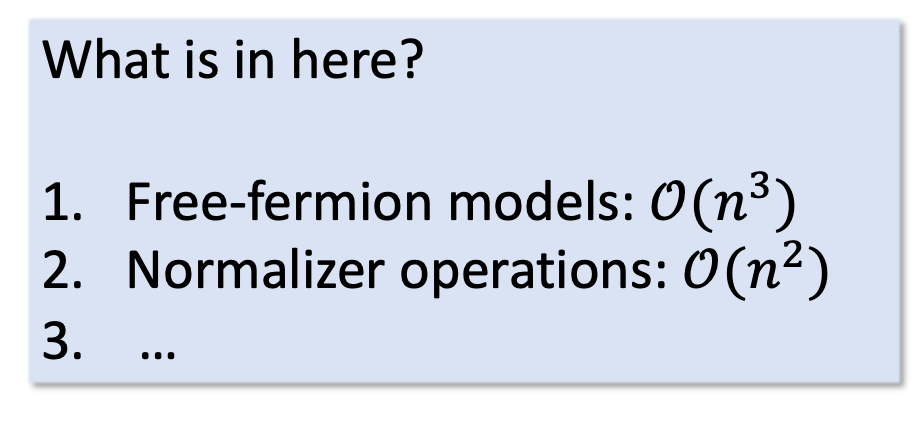 What is in here?
1. Free-fermion models: 𝒪(n³)
2. Normalizer operations: 𝒪(n²)
3. ...